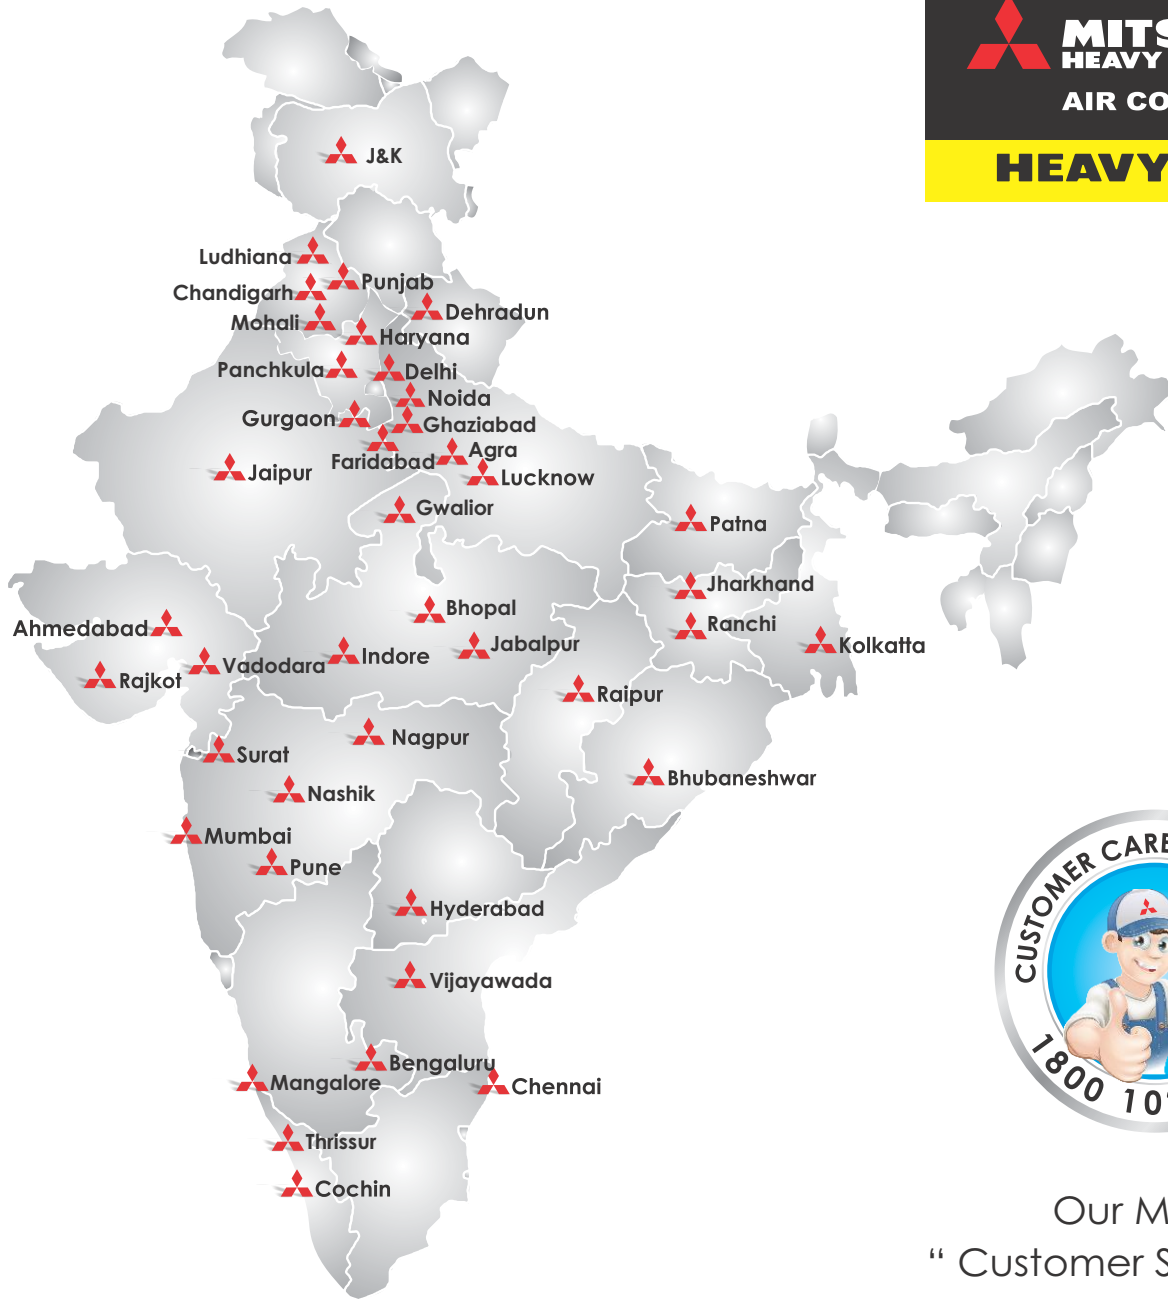 HEAVY
AIR
HEAVY
J&K
Ludhiana
Punjab
Chandigarh
Dehradun
Mohali
Haryana
Panchkula
Delhi
Noida
Gurgaon
Ghaziabad
Agra
Faridabad
Jaipur
Lucknow
Gwalior
Patna
Jharkhand
Bhopal
Ranchi
Ahmedabad
Jabalpur
Kolkatta
Indore
Vadodara
Rajkot
Raipur
Nagpur
Surat
Bhubaneshwar
Nashik
Mumbai
Pune
CUSTOMER CARE
Hyderabad
Vijayawada
Bengaluru
Mangalore
Chennai
1800 10
Thrissur
Cochin
Our M
“ Customer S